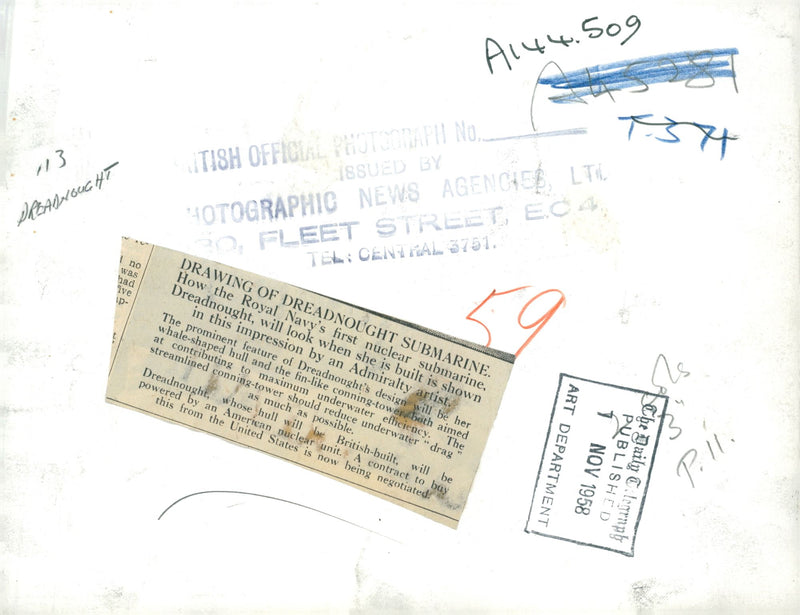 A144.509
A45281
T.374
113
DREADNOUGHT
ITISH OFFICIAL PHOTOGRAPH No.
ISSUED BY
HOTOGRAPHIC NEWS AGENCIES, LTD
30, FLEET STREET, E.C.4
TEL: CENTRAL 3751.
no
was
had
DRAWING OF DREADNOUGHT SUBMARINE.
How the Royal Navy's first nuclear submarine,
Dreadnought, will look when she is built is shown
in this impression by an Admiralty artist.
The prominent feature of Dreadnought's design will be her
whale-shaped hull and the fin-like conning-tower both aimed
at contributing to maximum underwater efficiency. The
streamlined conning-tower should reduce underwater "drag"
as much as possible.
Dreadnought, whose hull will be British-built, will be
powered by an American nuclear unit. A contract to buy
this from the United States is now being negotiated.
59
The Daily Telegraph
PUBLISHED
1 NOV 1958
ART DEPARTMENT
P.11.